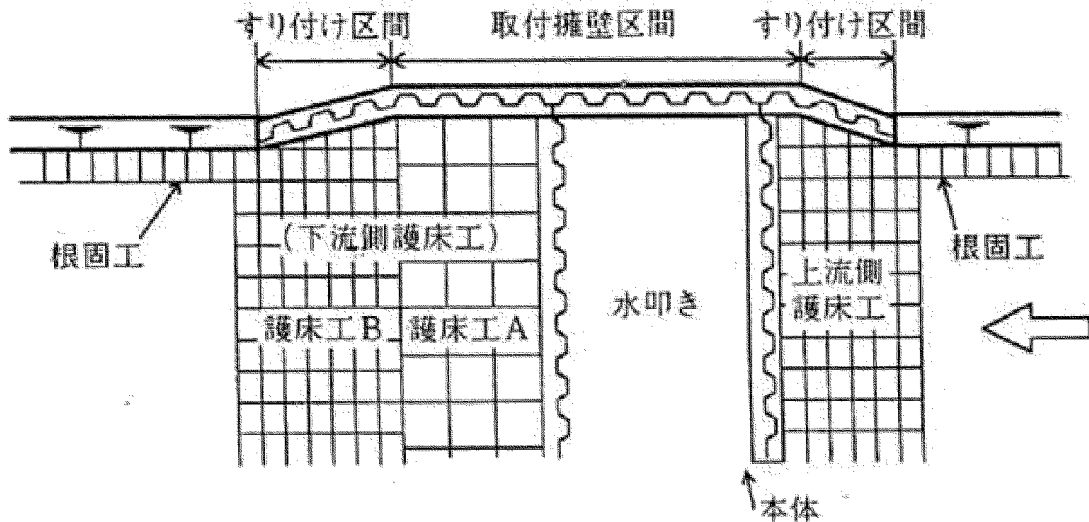 すり付け区間
取付擁壁区間
すり付け区間
根固工
(下流側護床工)
根固工
上流側
護床工
水叩き
護床工B
護床工A
本体